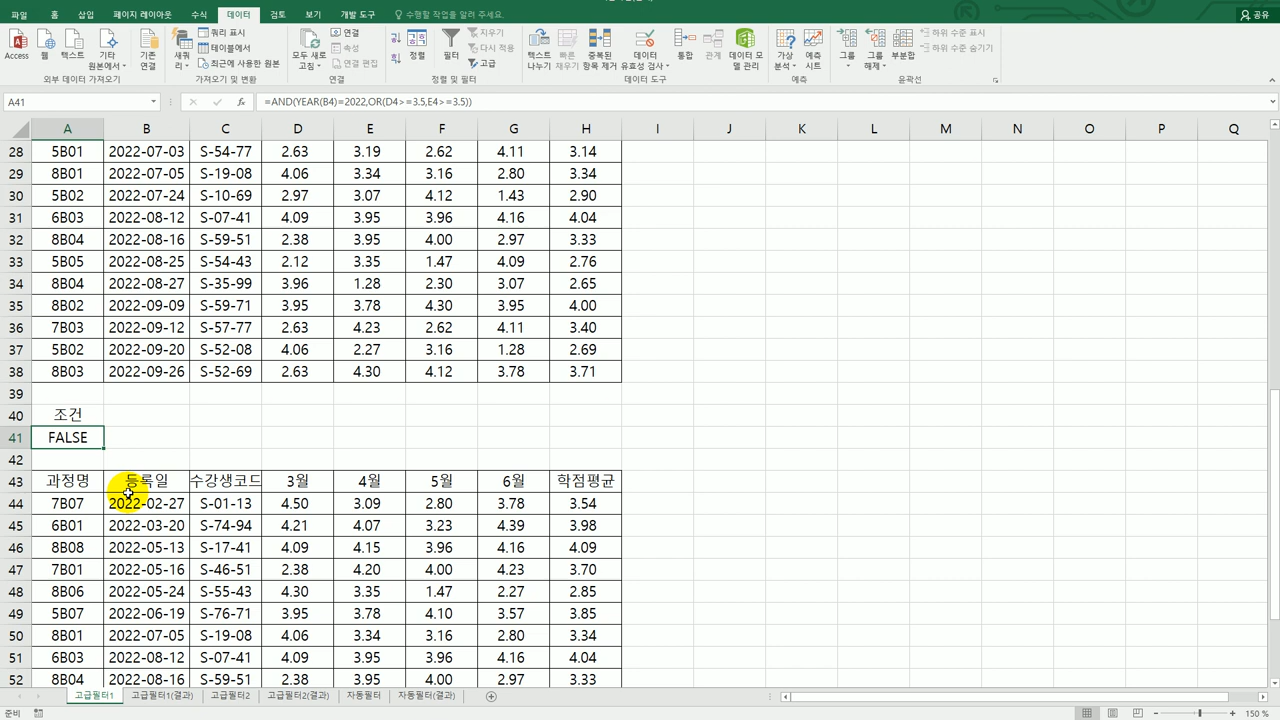 파일 홈 삽입 페이지 레이아웃 수식 데이터 검토 보기 개발 도구 수행할 작업을 알려 주세요. 공유
Access 웹 텍스트 기타 원본에서 기존 연결 새 쿼리 쿼리 표시 테이블에서 최근에 사용한 원본 모두 새로 고침 연결 속성 연결 편집 정렬 필터 지우기 다시 적용 고급 텍스트 나누기 빠른 채우기 중복된 항목 제거 데이터 유효성 검사 통합 관계 데이터 모델 관리 가상 분석 예측 시트 그룹 그룹 해제 부분합 하위 수준 표시 하위 수준 숨기기
외부 데이터 가져오기 가져오기 및 변환 연결 정렬 및 필터 데이터 도구 예측 윤곽선
A41 fx =AND(YEAR(B4)=2022,OR(D4>=3.5,E4>=3.5))
A B C D E F G H I J K L M N O P Q
28 5B01 2022-07-03 S-54-77 2.63 3.19 2.62 4.11 3.14
29 8B01 2022-07-05 S-19-08 4.06 3.34 3.16 2.80 3.34
30 5B02 2022-07-24 S-10-69 2.97 3.07 4.12 1.43 2.90
31 6B03 2022-08-12 S-07-41 4.09 3.95 3.96 4.16 4.04
32 8B04 2022-08-16 S-59-51 2.38 3.95 4.00 2.97 3.33
33 5B05 2022-08-25 S-54-43 2.12 3.35 1.47 4.09 2.76
34 8B04 2022-08-27 S-35-99 3.96 1.28 2.30 3.07 2.65
35 8B02 2022-09-09 S-59-71 3.95 3.78 4.30 3.95 4.00
36 7B03 2022-09-12 S-57-77 2.63 4.23 2.62 4.11 3.40
37 5B02 2022-09-20 S-52-08 4.06 2.27 3.16 1.28 2.69
38 8B03 2022-09-26 S-52-69 2.63 4.30 4.12 3.78 3.71
39
40 조건
41 FALSE
42
43 과정명 등록일 수강생코드 3월 4월 5월 6월 학점평균
44 7B07 2022-02-27 S-01-13 4.50 3.09 2.80 3.78 3.54
45 6B01 2022-03-20 S-74-94 4.21 4.07 3.23 4.39 3.98
46 8B08 2022-05-13 S-17-41 4.09 4.15 3.96 4.16 4.09
47 7B01 2022-05-16 S-46-51 2.38 4.20 4.00 4.23 3.70
48 8B06 2022-05-24 S-55-43 4.30 3.35 1.47 2.27 2.85
49 5B07 2022-06-19 S-76-71 3.95 3.78 4.10 3.57 3.85
50 8B01 2022-07-05 S-19-08 4.06 3.34 3.16 2.80 3.34
51 6B03 2022-08-12 S-07-41 4.09 3.95 3.96 4.16 4.04
52 8B04 2022-08-16 S-59-51 2.38 3.95 4.00 2.97 3.33
고급필터1 고급필터1(결과) 고급필터2 고급필터2(결과) 자동필터 자동필터(결과)
준비 150 %